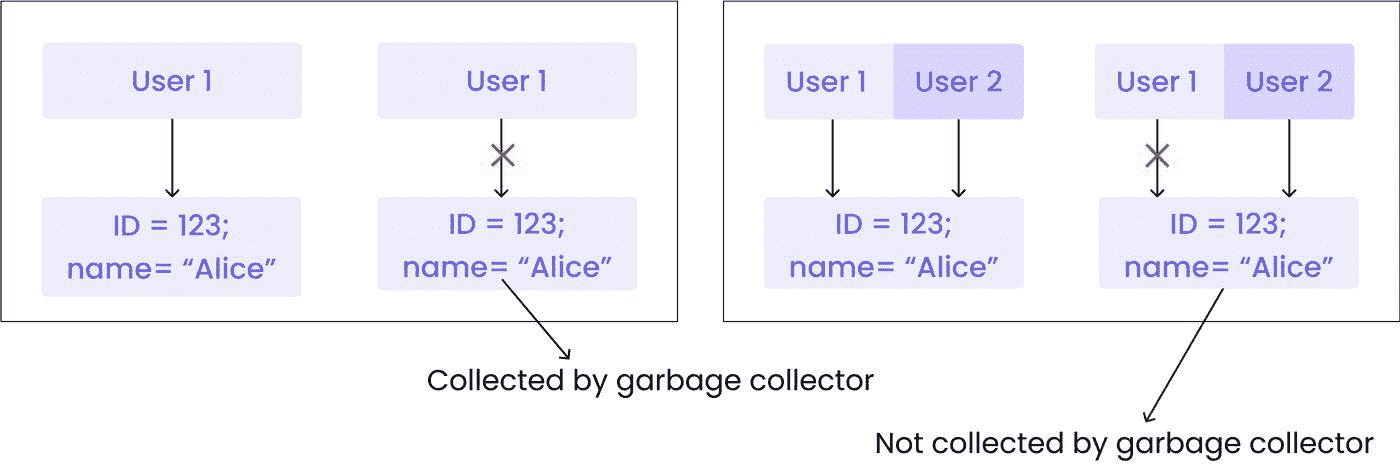 User 1
User 1
ID = 123;
name= “Alice”
ID = 123;
name= “Alice”
User 1
User 2
User 1
User 2
ID = 123;
name= “Alice”
ID = 123;
name= “Alice”
Collected by garbage collector
Not collected by garbage collector